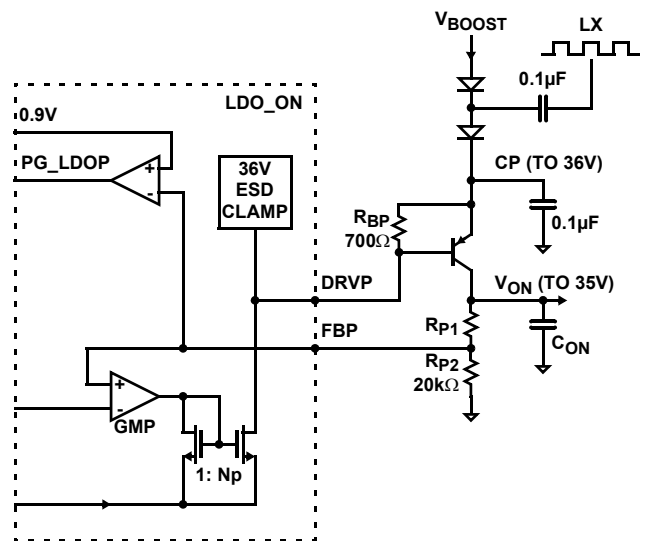 VBOOST
LX
0.1µF
LDO_ON
0.9V
PG_LDOP
+
-
36V
ESD
CLAMP
CP (TO 36V)
RBP
700Ω
0.1µF
DRVP
VON (TO 35V)
FBP
RP1
CON
RP2
20kΩ
+
-
GMP
1: Np